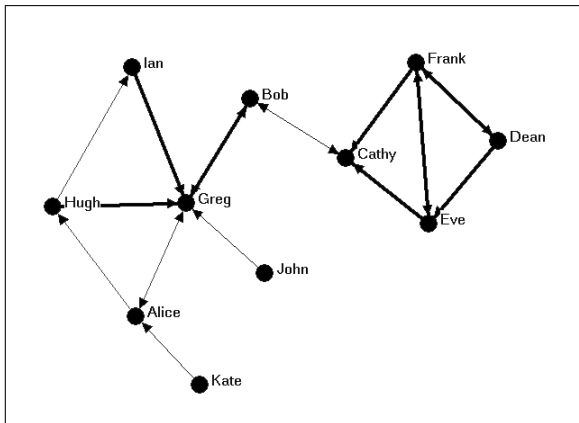 Ian
Frank
Bob
Dean
Cathy
Hugh
Greg
Eve
John
Alice
Kate